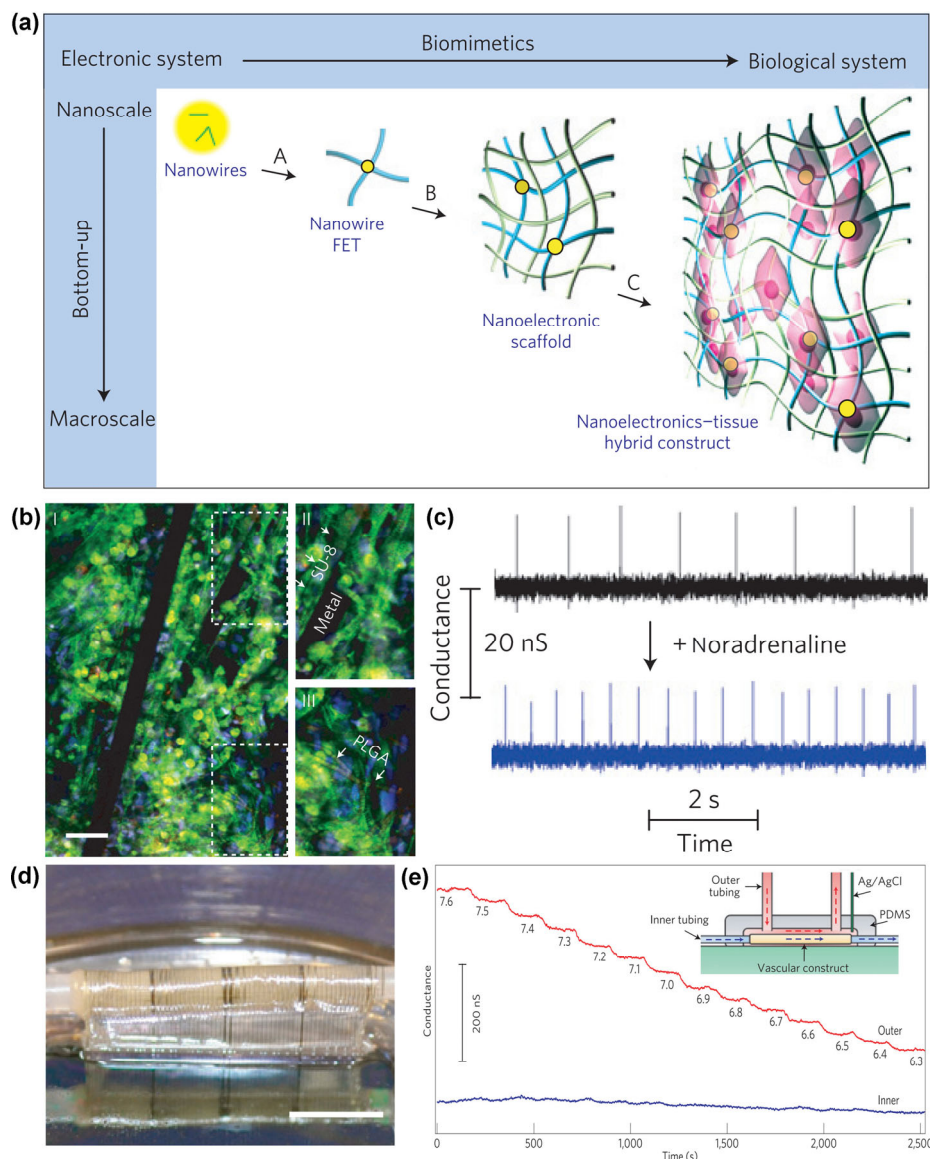 (a)
Electronic system
Biomimetics
Biological system
Nanoscale
Bottom-up
Macroscale
Nanowires
A
Nanowire
FET
B
Nanoelectronic
scaffold
C
Nanoelectronics–tissue
hybrid construct
(b)
I
II
SU-8
Metal
III
PLGA
(c)
Conductance
20 nS
+ Noradrenaline
2 s
Time
(d)
(e)
Conductance
200 nS
7.6
7.5
7.4
7.3
7.2
7.1
7.0
6.9
6.8
6.7
6.6
6.5
6.4
6.3
Outer
Inner
Outer
tubing
Ag/AgCl
Inner tubing
PDMS
Vascular construct
0
500
1,000
1,500
2,000
2,500
Time (s)